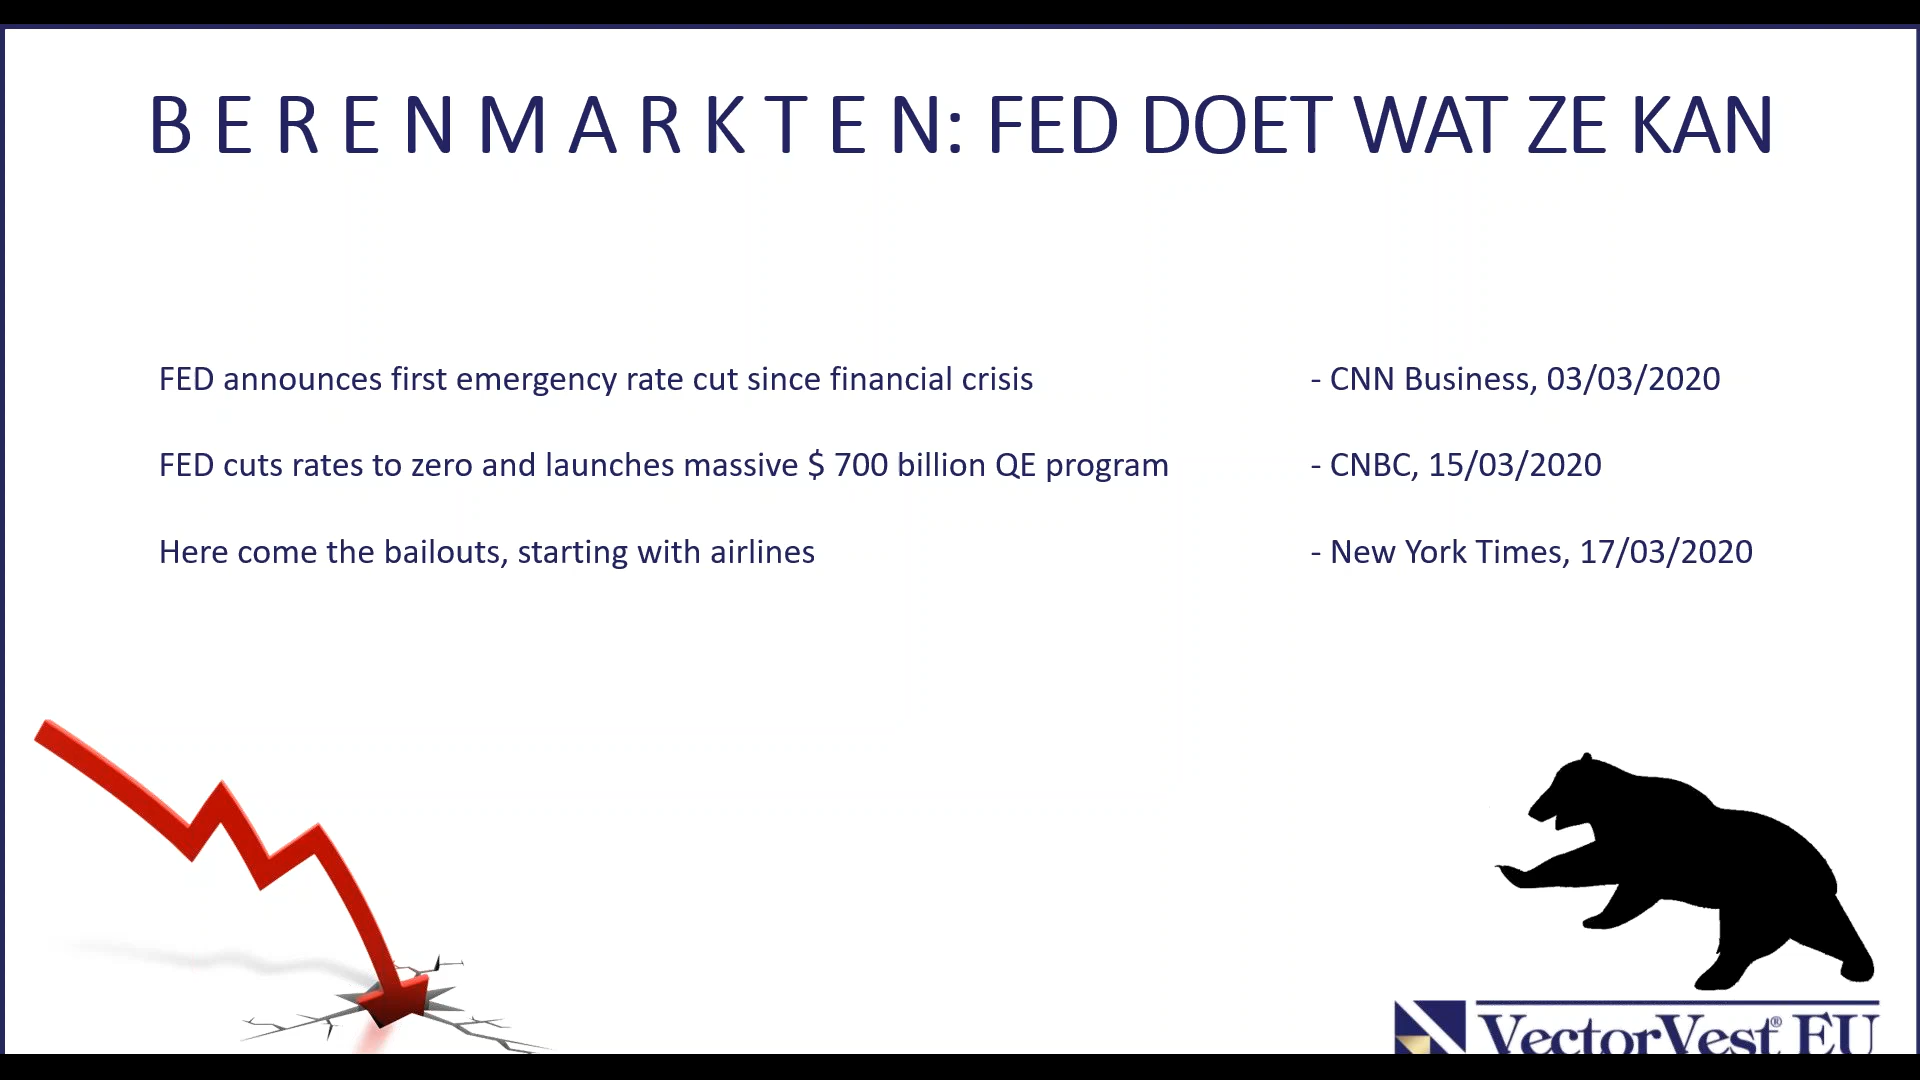 B E R E N M A R K T E N: FED DOET WAT ZE KAN
FED announces first emergency rate cut since financial crisis - CNN Business, 03/03/2020
FED cuts rates to zero and launches massive $ 700 billion QE program - CNBC, 15/03/2020
Here come the bailouts, starting with airlines - New York Times, 17/03/2020
VectorVest® EU